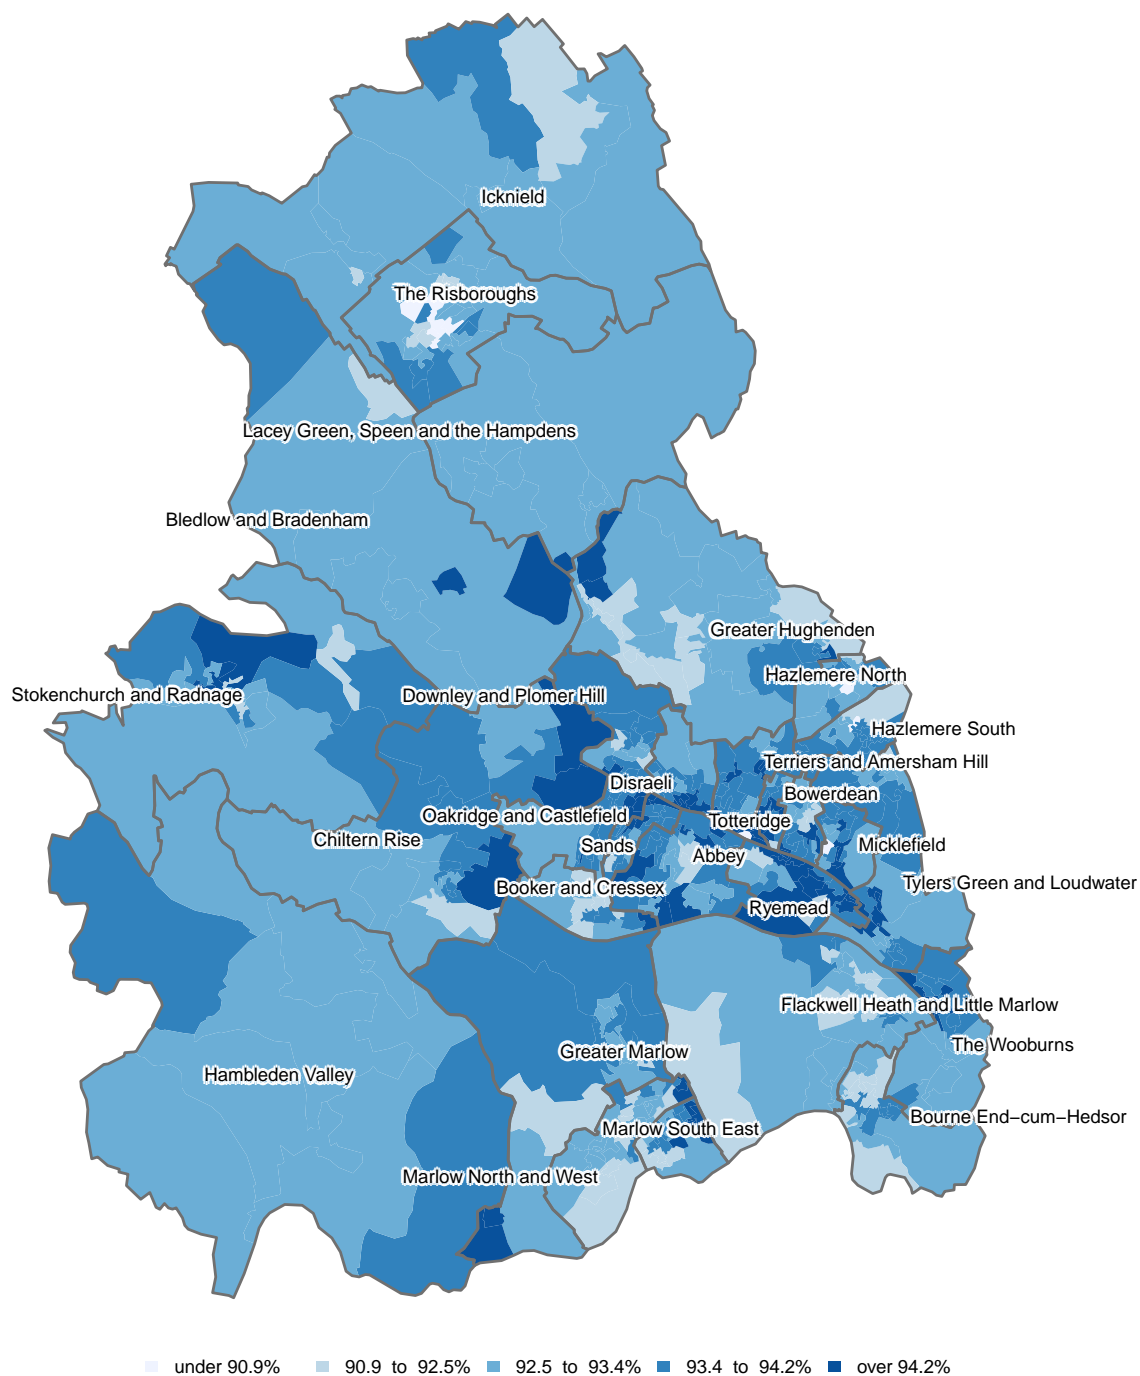 Icknield
The Risboroughs
Lacey Green, Speen and the Hampdens
Bledlow and Bradenham
Greater Hughenden
Hazlemere North
Stokenchurch and Radnage
Downley and Plomer Hill
Hazlemere South
Terriers and Amersham Hill
Disraeli
Bowerdean
Oakridge and Castlefield
Totteridge
Chiltern Rise
Sands
Micklefield
Abbey
Tylers Green and Loudwater
Booker and Cressex
Ryemead
Flackwell Heath and Little Marlow
The Wooburns
Greater Marlow
Hambleden Valley
Bourne End−cum−Hedsor
Marlow South East
Marlow North and West
under 90.9% 90.9 to 92.5% 92.5 to 93.4% 93.4 to 94.2% over 94.2%